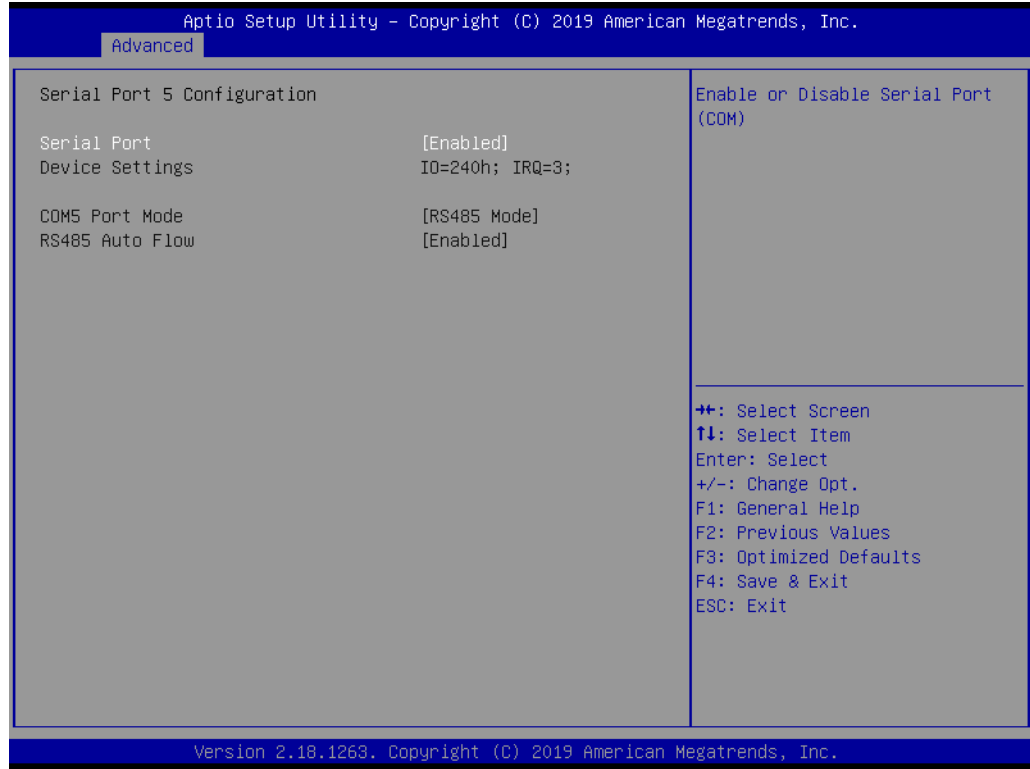 Aptio Setup Utility – Copyright (C) 2019 American Megatrends, Inc.
Advanced
Serial Port 5 Configuration
Serial Port [Enabled]
Device Settings IO=240h; IRQ=3;
COM5 Port Mode [RS485 Mode]
RS485 Auto Flow [Enabled]
Enable or Disable Serial Port
(COM)
→←: Select Screen
↑↓: Select Item
Enter: Select
+/-: Change Opt.
F1: General Help
F2: Previous Values
F3: Optimized Defaults
F4: Save & Exit
ESC: Exit
Version 2.18.1263. Copyright (C) 2019 American Megatrends, Inc.